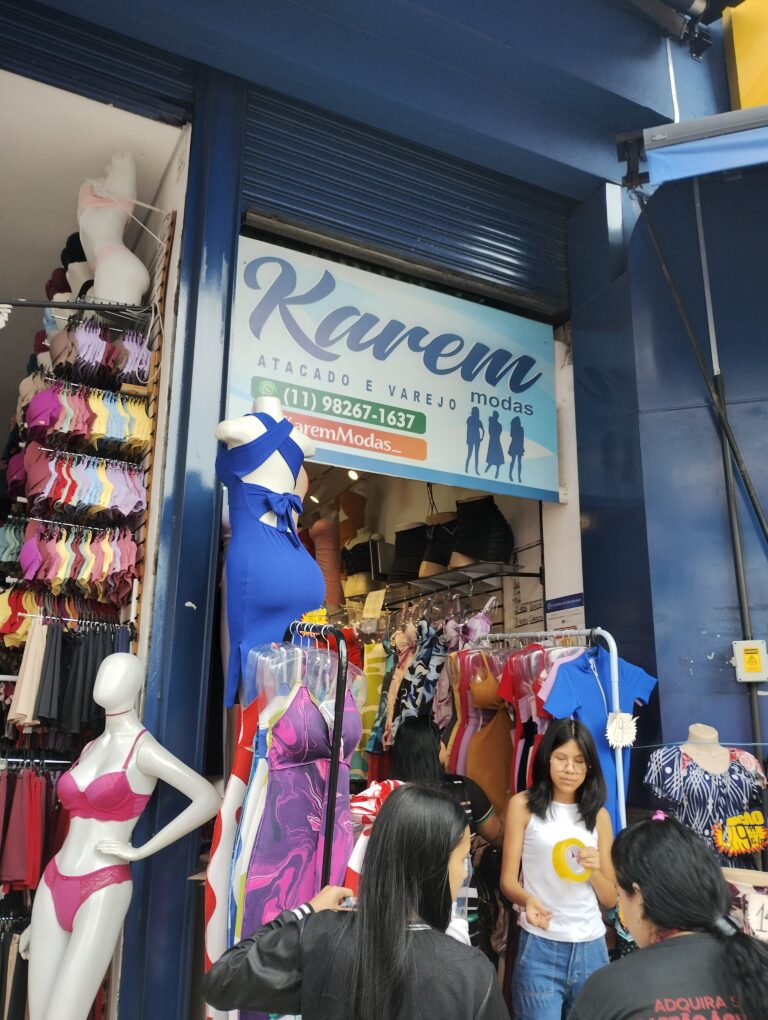 Karem
ATACADO E VAREJO
modas
(11) 98267-1637
KaremModas_
ADQUIRA S